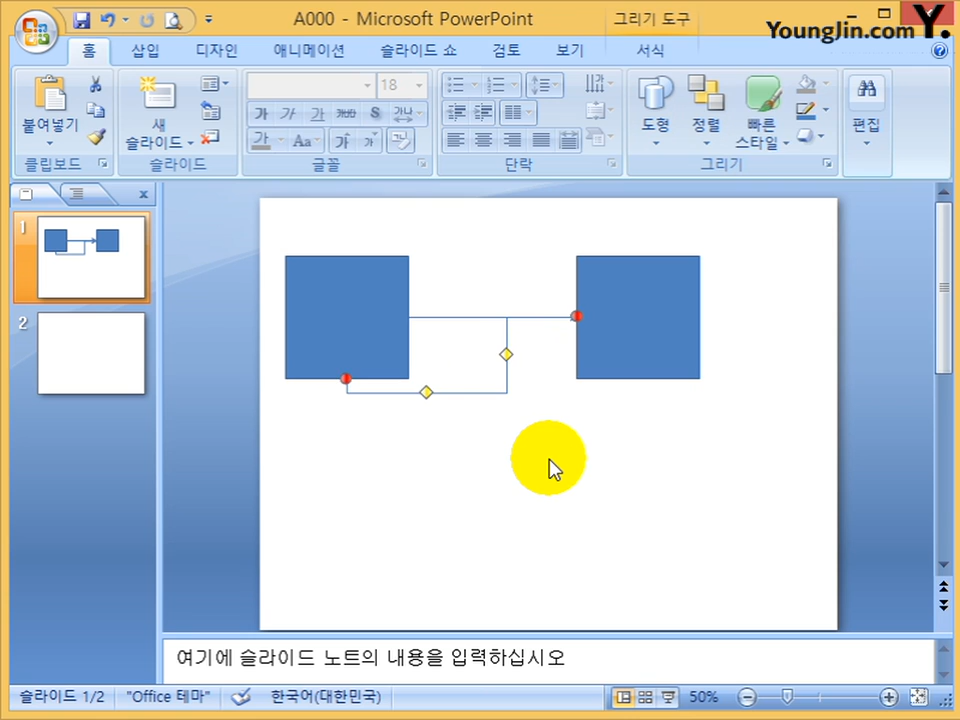 A000 - Microsoft PowerPoint
그리기 도구
YoungJin.com Y.
홈
삽입
디자인
애니메이션
슬라이드 쇼
검토
보기
서식
붙여넣기
클립보드
새
슬라이드
슬라이드
18
가 가 가 가나
가 Aa 가 가
글꼴
단락
도형
정렬
빠른
스타일
그리기
편집
1
2
여기에 슬라이드 노트의 내용을 입력하십시오
슬라이드 1/2
"Office 테마"
한국어(대한민국)
50%